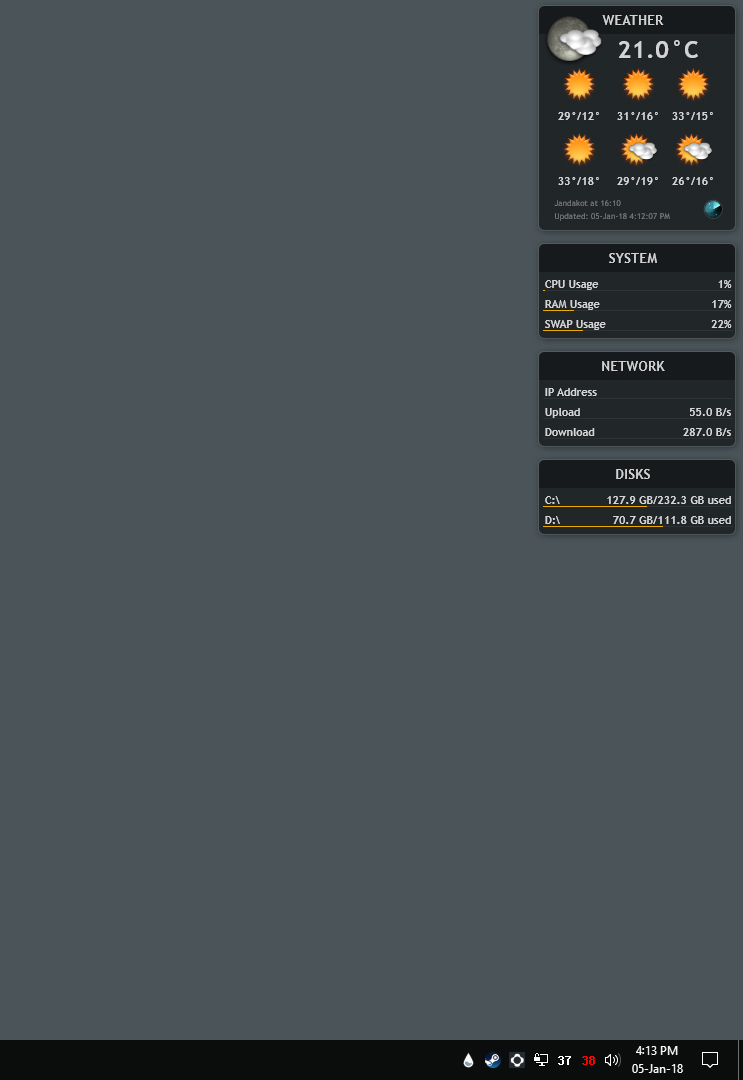 WEATHER
21.0°C
29°/12° 31°/16° 33°/15°
33°/18° 29°/19° 26°/16°
Jandakot at 16:10
Updated: 05-Jan-18 4:12:07 PM
SYSTEM
CPU Usage 1%
RAM Usage 17%
SWAP Usage 22%
NETWORK
IP Address
Upload 55.0 B/s
Download 287.0 B/s
DISKS
C:\ 127.9 GB/232.3 GB used
D:\ 70.7 GB/111.8 GB used
37 38 4:13 PM
05-Jan-18